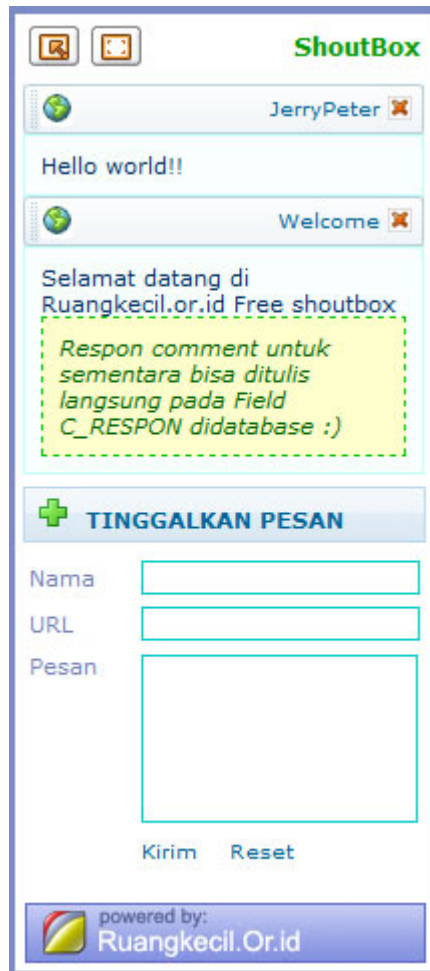 ShoutBox
JerryPeter
Hello world!!
Welcome
Selamat datang di
Ruangkecil.or.id Free shoutbox
Respon comment untuk
sementara bisa ditulis
langsung pada Field
C_RESPON didatabase :)
TINGGALKAN PESAN
Nama
URL
Pesan
Kirim Reset
powered by:
Ruangkecil.Or.id